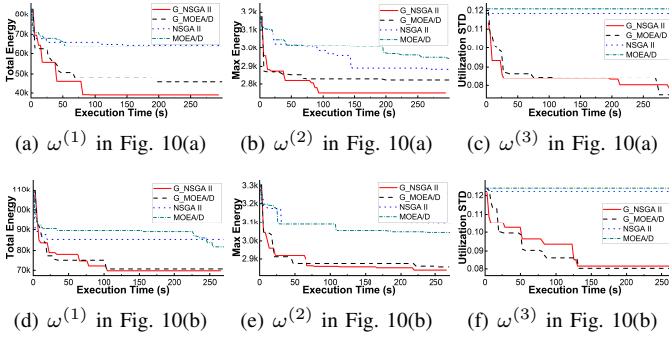 Total Energy
80k
70k
60k
50k
40k
G_NSGA II
G_MOEA/D
NSGA II
MOEA/D
0 50 100 150 200 250
Execution Time (s)
(a) ω(1) in Fig. 10(a)
Max Energy
3.2k
3.1k
3.0k
2.9k
2.8k
2.7k
G_NSGA II
G_MOEA/D
NSGA II
MOEA/D
0 50 100 150 200 250
Execution Time (s)
(b) ω(2) in Fig. 10(a)
Utilization STD
0.12
0.11
0.10
0.09
0.08
G_NSGA II
G_MOEA/D
NSGA II
MOEA/D
0 50 100 150 200 250
Execution Time (s)
(c) ω(3) in Fig. 10(a)
Total Energy
110k
100k
90k
80k
70k
G_NSGA II
G_MOEA/D
NSGA II
MOEA/D
0 50 100 150 200 250
Execution Time (s)
(d) ω(1) in Fig. 10(b)
Max Energy
3.3k
3.2k
3.1k
3.0k
2.9k
G_NSGA II
G_MOEA/D
NSGA II
MOEA/D
0 50 100 150 200 250
Execution Time (s)
(e) ω(2) in Fig. 10(b)
Utilization STD
0.12
0.11
0.10
0.09
0.08
G_NSGA II
G_MOEA/D
NSGA II
MOEA/D
0 50 100 150 200 250
Execution Time (s)
(f) ω(3) in Fig. 10(b)